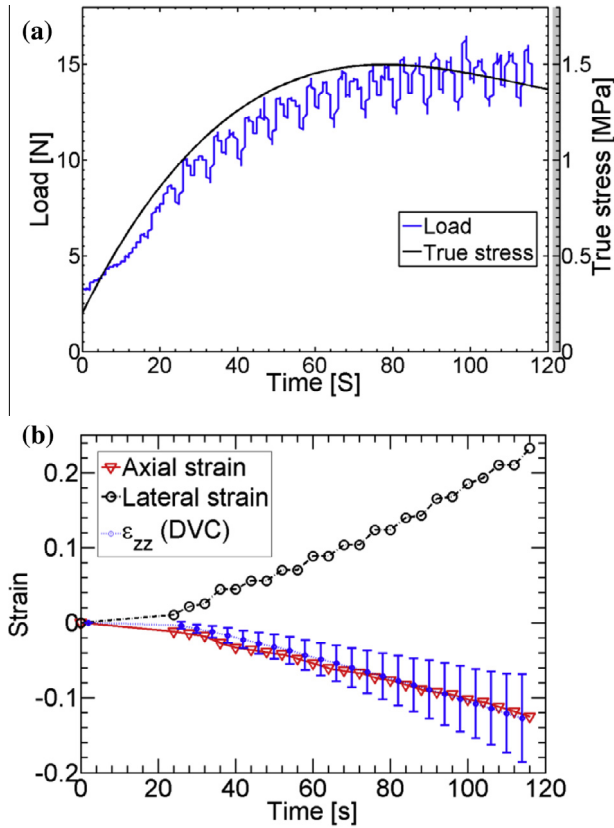 (a)
Load [N]
15
10
5
0
Load
True stress
1.5
1
0.5
0
True stress [MPa]
0 20 40 60 80 100 120
Time [S]
(b)
Strain
0.2
0.1
0
-0.1
-0.2
Axial strain
Lateral strain
εzz (DVC)
0 20 40 60 80 100 120
Time [s]